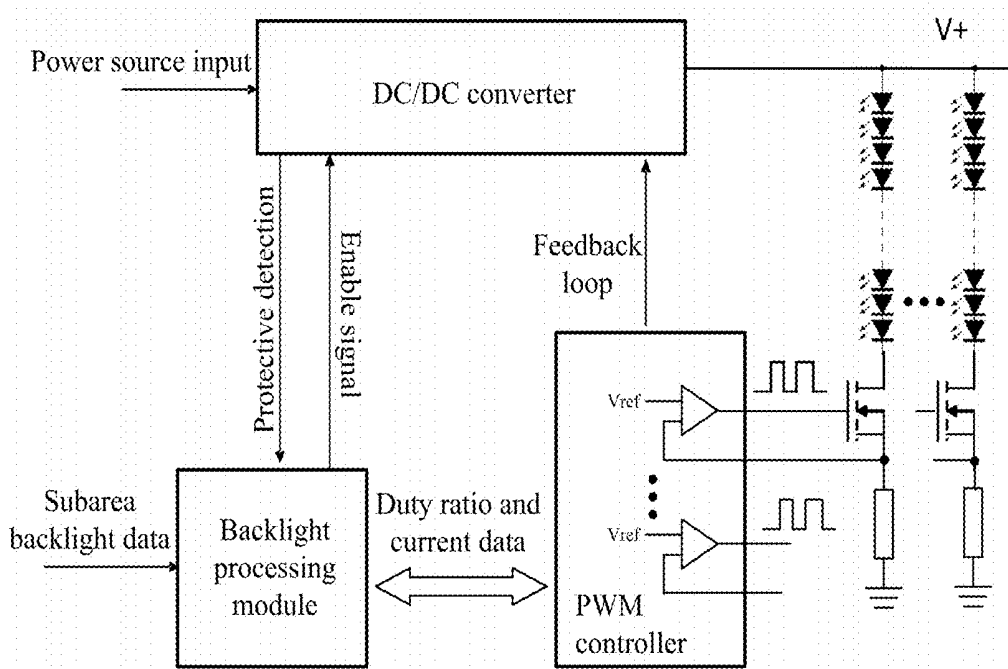 V+
Power source input
DC/DC converter
Protective detection
Enable signal
Feedback
loop
Vref
Vref
PWM
controller
Subarea
backlight data
Backlight
processing
module
Duty ratio and
current data